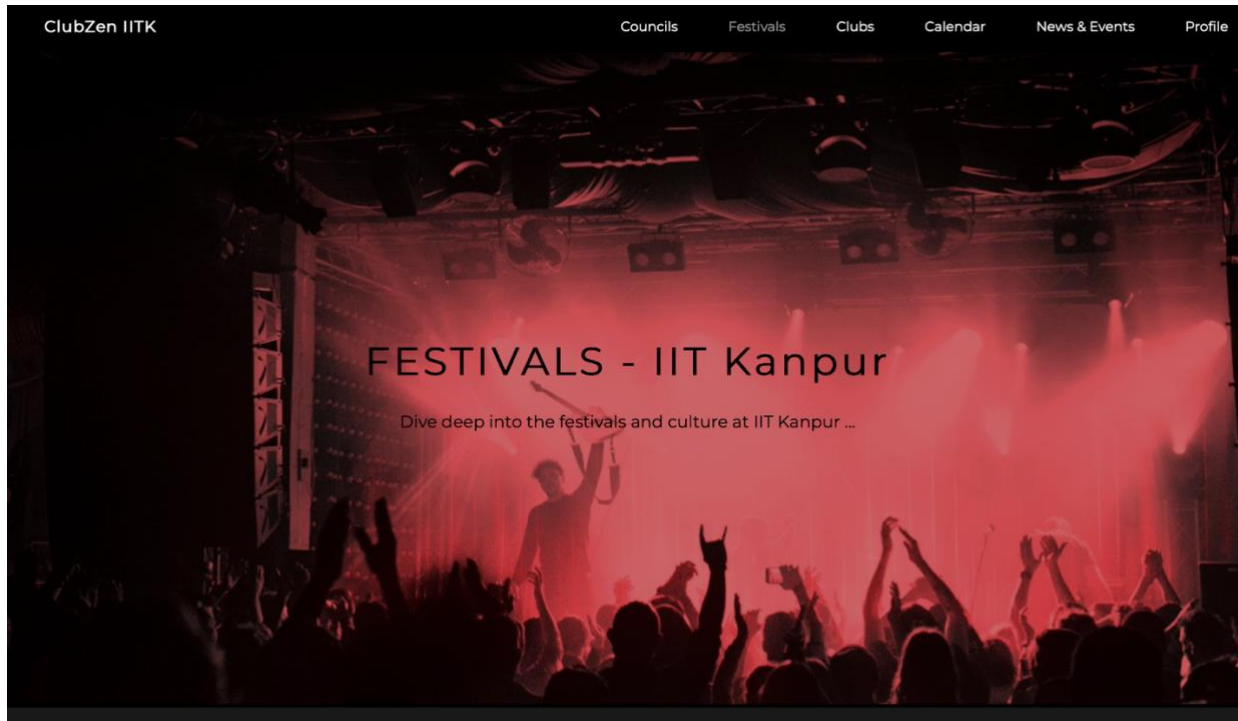 ClubZen IITK
Councils Festivals Clubs Calendar News & Events Profile
FESTIVALS - IIT Kanpur
Dive deep into the festivals and culture at IIT Kanpur ...